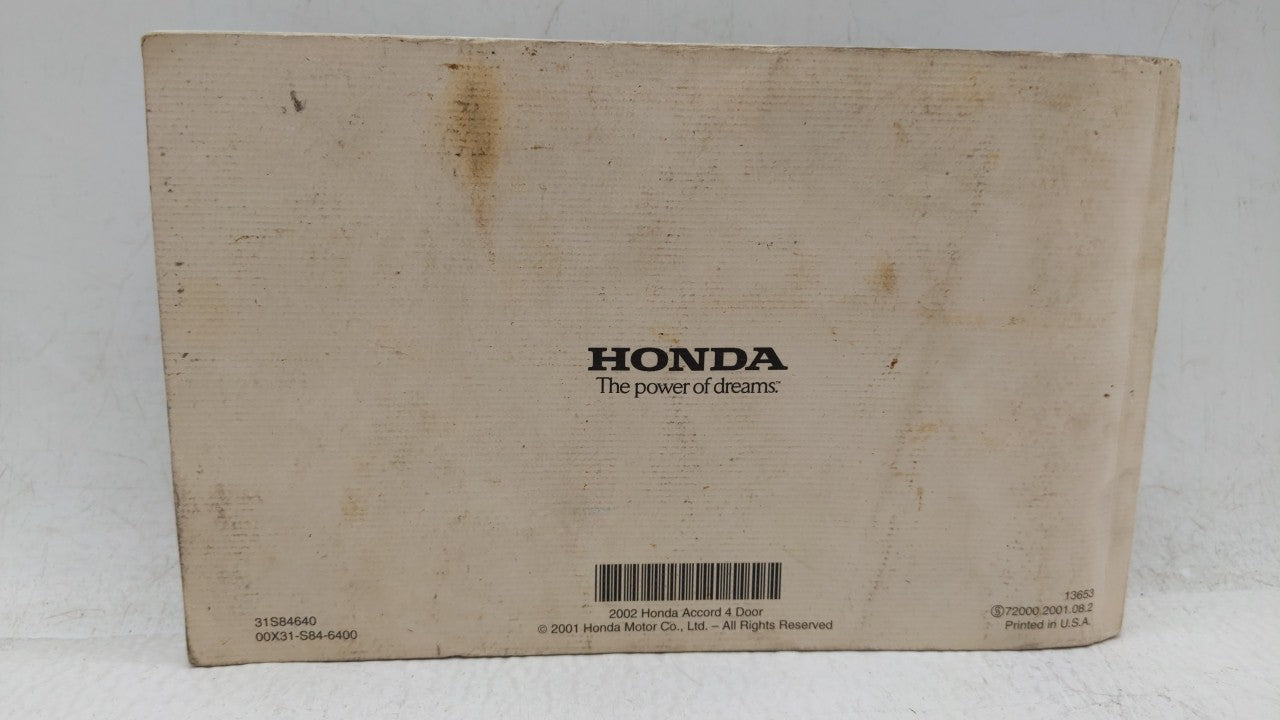 HONDA
The power of dreams.™
2002 Honda Accord 4 Door
© 2001 Honda Motor Co., Ltd. – All Rights Reserved
31S84640
00X31-S84-6400
13653
Ⓢ72000.2001.08.2
Printed in U.S.A.